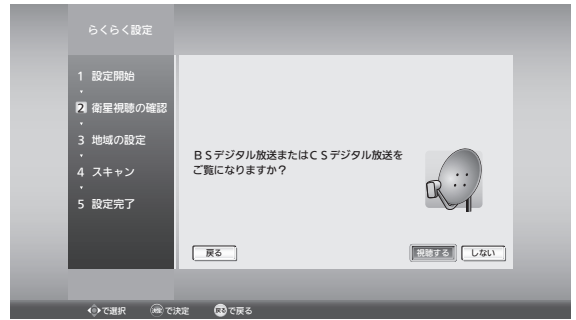 らくらく設定
1 設定開始
2 衛星視聴の確認
3 地域の設定
4 スキャン
5 設定完了
BSデジタル放送またはCSデジタル放送を
ご覧になりますか？
戻る 視聴する しない
で選択 決定 で決定 戻る で戻る